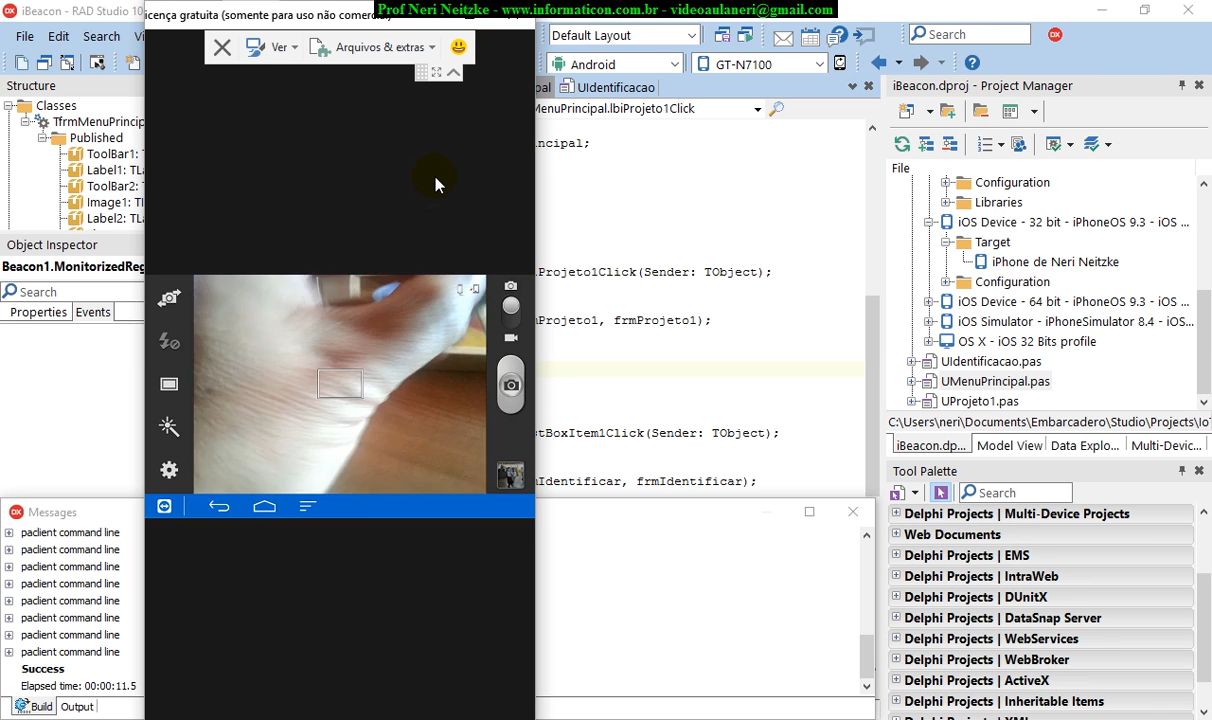 iBeacon - RAD Studio 10
icença gratuita (somente para uso não comercial)
Prof Neri Neitzke - www.informaticon.com.br - videoaulaneri@gmail.com
File Edit Search Vi
Ver
Arquivos & extras
Default Layout
Search
Android
GT-N7100
Structure
Classes
TfrmMenuPrincip
Published
ToolBar1:
Label1: TL
ToolBar2:
Image1: T
Label2: TL
Object Inspector
Beacon1.MonitorizedReg
Search
Properties Events
pal
UIdentificacao
MenuPrincipal.lbiProjeto1Click
ncipal;
Projeto1Click(Sender: TObject);
mProjeto1, frmProjeto1);
stBoxItem1Click(Sender: TObject);
mIdentificar, frmIdentificar);
iBeacon.dproj - Project Manager
File
Configuration
Libraries
iOS Device - 32 bit - iPhoneOS 9.3 - iOS ...
Target
iPhone de Neri Neitzke
Configuration
iOS Device - 64 bit - iPhoneOS 9.3 - iOS ...
iOS Simulator - iPhoneSimulator 8.4 - iOS...
OS X - iOS 32 Bits profile
UIdentificacao.pas
UMenuPrincipal.pas
UProjeto1.pas
C:\Users\neri\Documents\Embarcadero\Studio\Projects\Io
iBeacon.dp... Model View Data Explo... Multi-Devic...
Tool Palette
Search
Delphi Projects | Multi-Device Projects
Web Documents
Delphi Projects | EMS
Delphi Projects | IntraWeb
Delphi Projects | DUnitX
Delphi Projects | DataSnap Server
Delphi Projects | WebServices
Delphi Projects | WebBroker
Delphi Projects | ActiveX
Delphi Projects | Inheritable Items
Messages
paclient command line
paclient command line
paclient command line
paclient command line
paclient command line
paclient command line
paclient command line
paclient command line
Success
Elapsed time: 00:00:11.5
Build Output